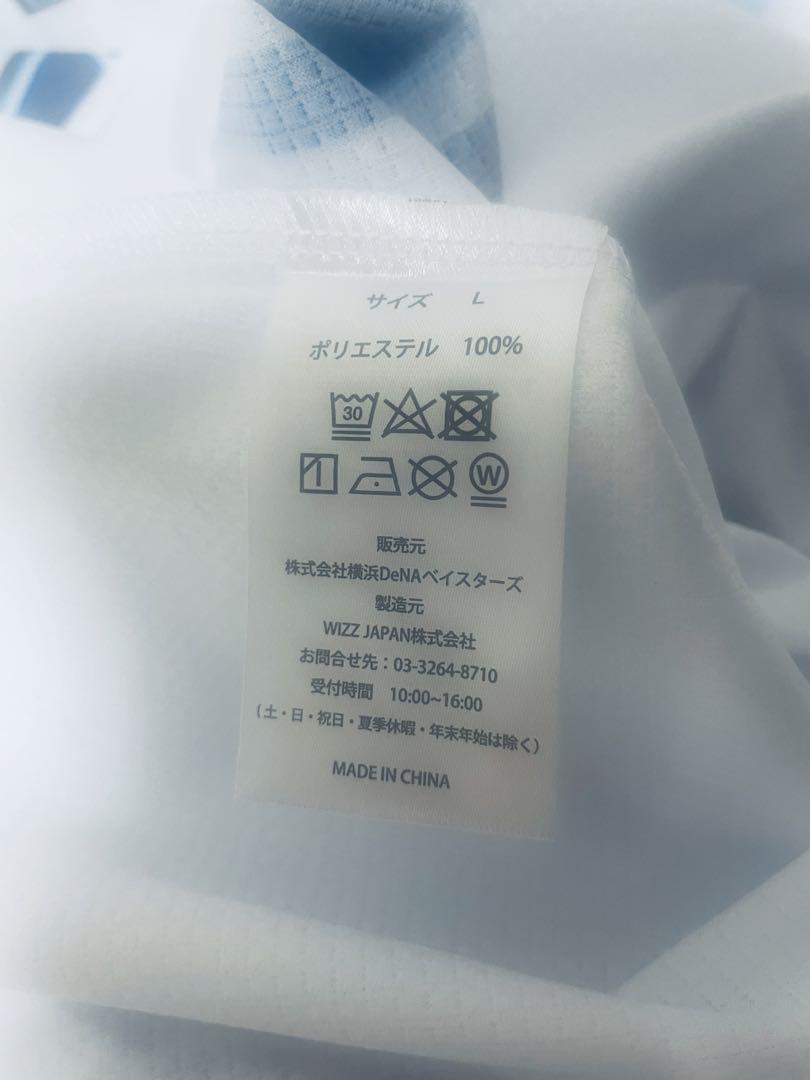 サイズ L
ポリエステル 100%
30
W
販売元
株式会社横浜DeNAベイスターズ
製造元
WIZZ JAPAN株式会社
お問合せ先：03-3264-8710
受付時間 10:00~16:00
(土・日・祝日・夏季休暇・年末年始は除く)
MADE IN CHINA